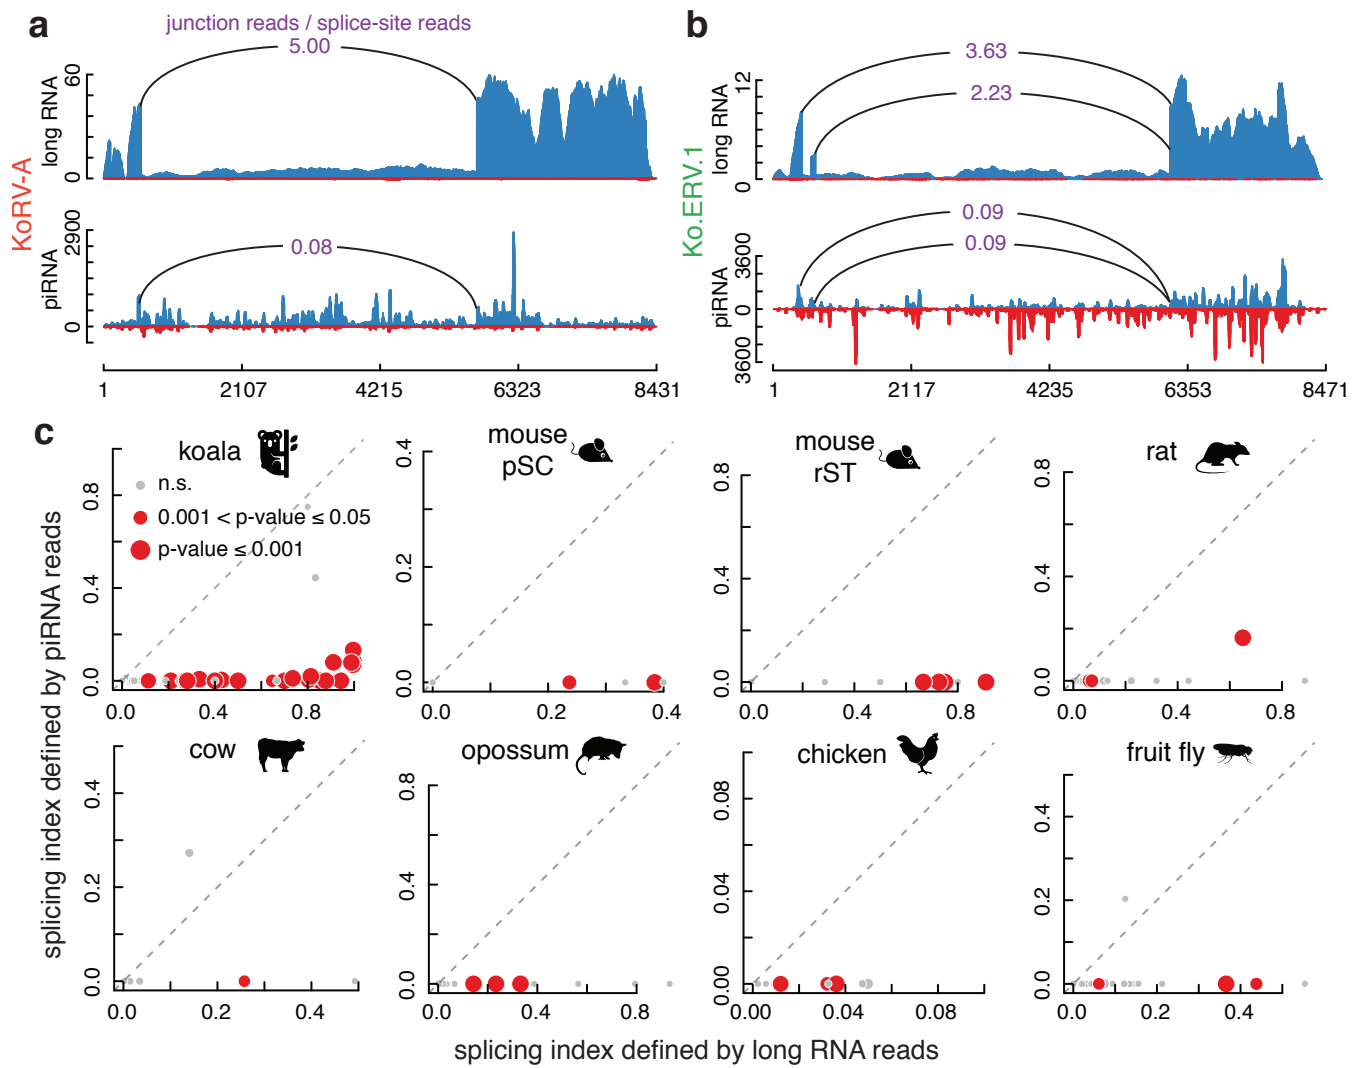 a
junction reads / splice-site reads
5.00
60
0
long RNA
KoRV-A
0.08
2900
0
piRNA
1 2107 4215 6323 8431
b
3.63
2.23
12
0
long RNA
Ko.ERV.1
0.09
0.09
3600
0
3600
piRNA
1 2117 4235 6353 8471
c
splicing index defined by piRNA reads
koala
n.s.
0.001 < p-value ≤ 0.05
p-value ≤ 0.001
0.8
0.4
0.0
0.0 0.4 0.8
mouse
pSC
0.4
0.2
0.0
0.0 0.2 0.4
mouse
rST
0.8
0.4
0.0
0.0 0.4 0.8
rat
0.8
0.4
0.0
0.0 0.4 0.8
cow
0.4
0.2
0.0
0.0 0.2 0.4
opossum
0.8
0.4
0.0
0.0 0.4 0.8
chicken
0.08
0.04
0.00
0.00 0.04 0.08
fruit fly
0.4
0.2
0.0
0.0 0.2 0.4
splicing index defined by long RNA reads